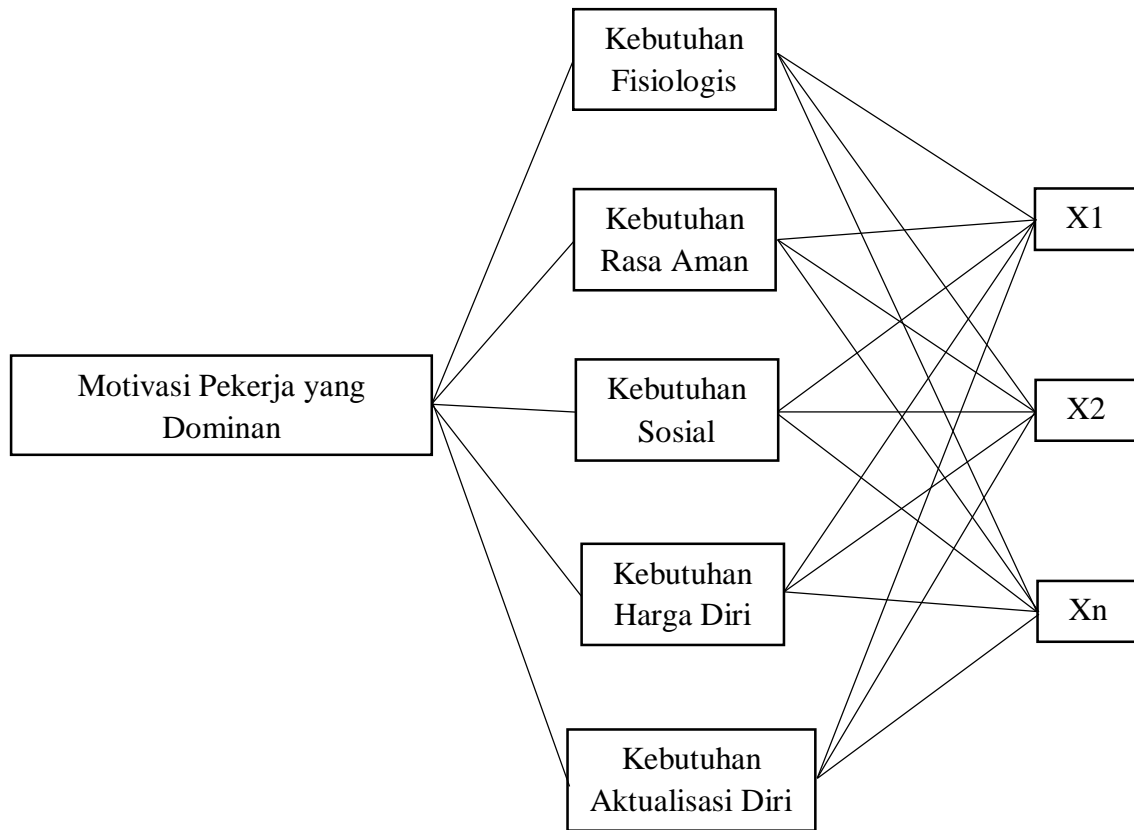 Kebutuhan
Fisiologis
Kebutuhan
Rasa Aman
X1
Motivasi Pekerja yang
Dominan
Kebutuhan
Sosial
X2
Kebutuhan
Harga Diri
Xn
Kebutuhan
Aktualisasi Diri